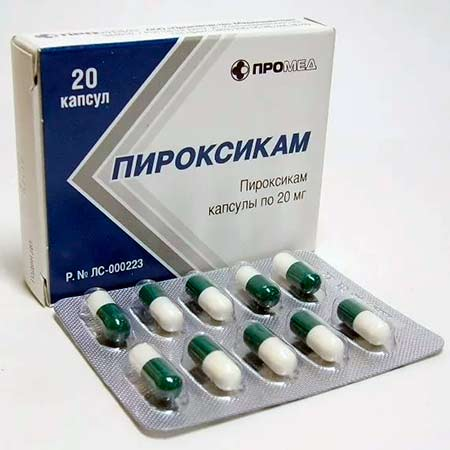 20
капсул
ПРОМЕД
ПИРОКСИКАМ
Пироксикам
капсулы по 20 мг
Р. № ЛС-000223